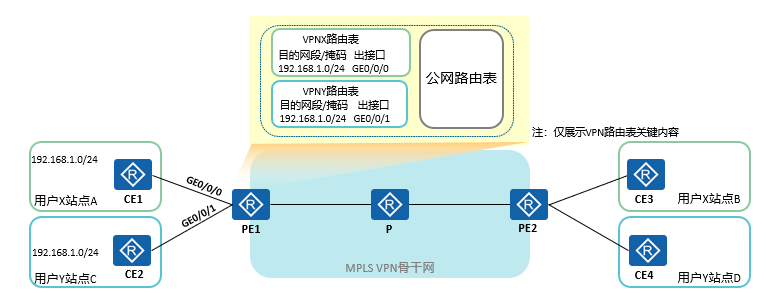 VPNX路由表
目的网段/掩码 出接口
192.168.1.0/24 GE0/0/0
VPNY路由表
目的网段/掩码 出接口
192.168.1.0/24 GE0/0/1
公网路由表
注：仅展示VPN路由表关键内容
192.168.1.0/24
R
CE1
用户X站点A
GE0/0/0
GE0/0/1
192.168.1.0/24
R
CE2
用户Y站点C
R
PE1
R
P
R
PE2
MPLS VPN骨干网
R
CE3
用户X站点B
R
CE4
用户Y站点D